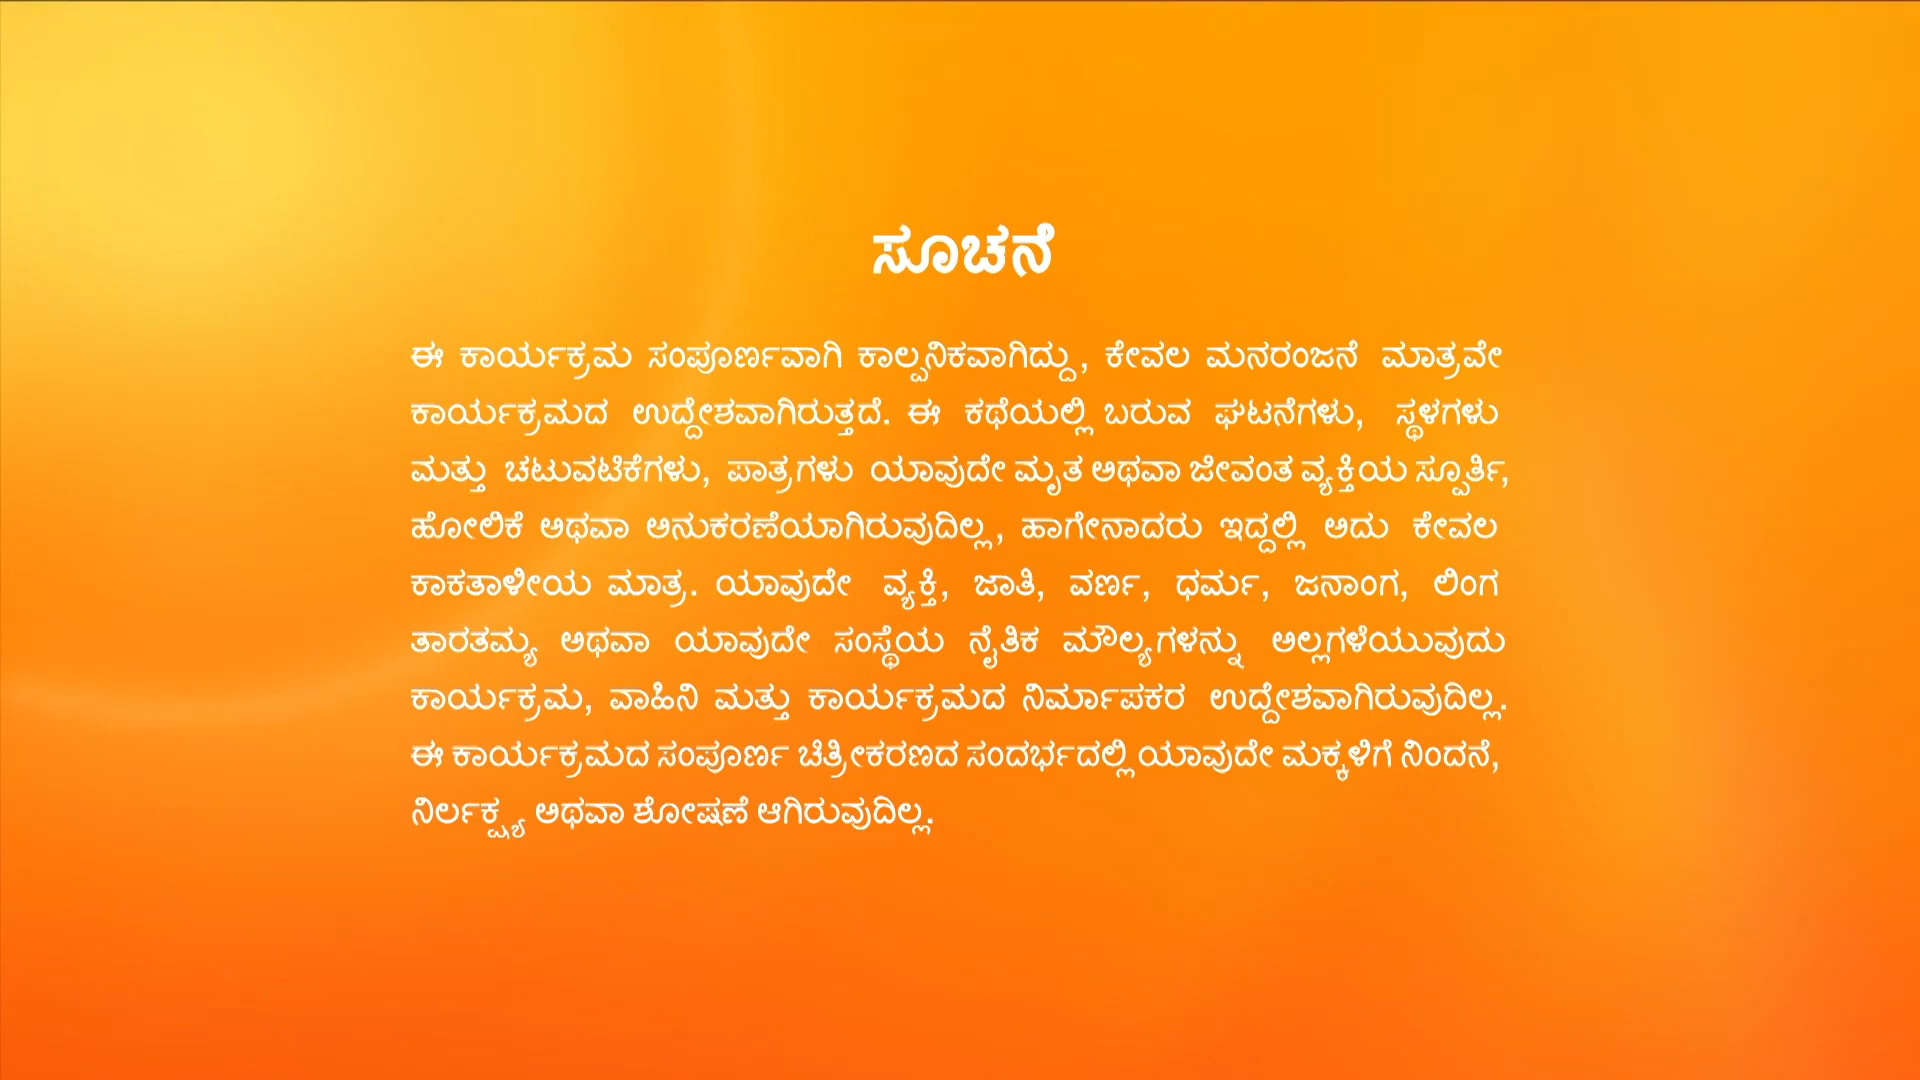 ಸೂಚನೆ
ಈ ಕಾರ್ಯಕ್ರಮ ಸಂಪೂರ್ಣವಾಗಿ ಕಾಲ್ಪನಿಕವಾಗಿದ್ದು, ಕೇವಲ ಮನರಂಜನೆ ಮಾತ್ರವೇ
ಕಾರ್ಯಕ್ರಮದ ಉದ್ದೇಶವಾಗಿರುತ್ತದೆ. ಈ ಕಥೆಯಲ್ಲಿ ಬರುವ ಘಟನೆಗಳು, ಸ್ಥಳಗಳು
ಮತ್ತು ಚಟುವಟಿಕೆಗಳು, ಪಾತ್ರಗಳು ಯಾವುದೇ ಮೃತ ಅಥವಾ ಜೀವಂತ ವ್ಯಕ್ತಿಯ ಸ್ಪೂರ್ತಿ,
ಹೋಲಿಕೆ ಅಥವಾ ಅನುಕರಣೆಯಾಗಿರುವುದಿಲ್ಲ, ಹಾಗೇನಾದರು ಇದ್ದಲ್ಲಿ ಅದು ಕೇವಲ
ಕಾಕತಾಳೀಯ ಮಾತ್ರ. ಯಾವುದೇ ವ್ಯಕ್ತಿ, ಜಾತಿ, ವರ್ಣ, ಧರ್ಮ, ಜನಾಂಗ, ಲಿಂಗ
ತಾರತಮ್ಯ ಅಥವಾ ಯಾವುದೇ ಸಂಸ್ಥೆಯ ನೈತಿಕ ಮೌಲ್ಯಗಳನ್ನು ಅಲ್ಲಗಳೆಯುವುದು
ಕಾರ್ಯಕ್ರಮ, ವಾಹಿನಿ ಮತ್ತು ಕಾರ್ಯಕ್ರಮದ ನಿರ್ಮಾಪಕರ ಉದ್ದೇಶವಾಗಿರುವುದಿಲ್ಲ.
ಈ ಕಾರ್ಯಕ್ರಮದ ಸಂಪೂರ್ಣ ಚಿತ್ರೀಕರಣದ ಸಂದರ್ಭದಲ್ಲಿ ಯಾವುದೇ ಮಕ್ಕಳಿಗೆ ನಿಂದನೆ,
ನಿರ್ಲಕ್ಷ್ಯ ಅಥವಾ ಶೋಷಣೆ ಆಗಿರುವುದಿಲ್ಲ.